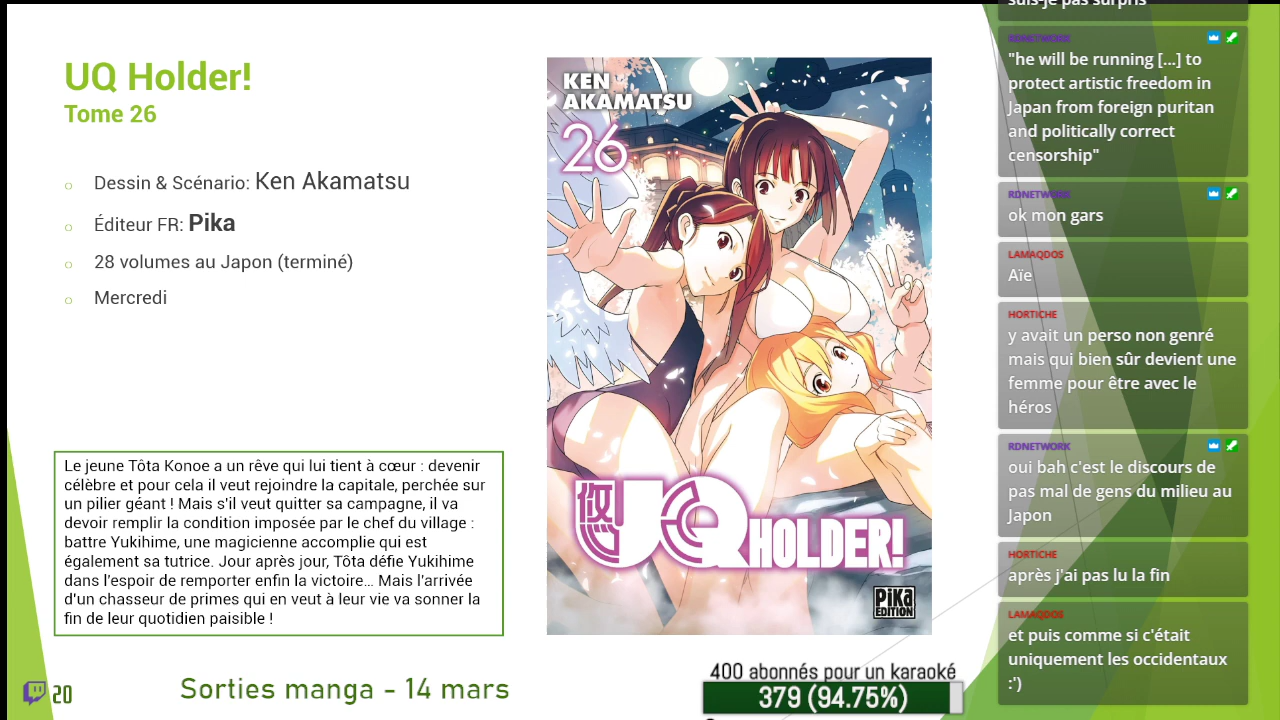 UQ Holder!
Tome 26
Dessin & Scénario: Ken Akamatsu
Éditeur FR: Pika
28 volumes au Japon (terminé)
Mercredi
Le jeune Tôta Konoe a un rêve qui lui tient à cœur : devenir
célèbre et pour cela il veut rejoindre la capitale, perchée sur
un pilier géant ! Mais s'il veut quitter sa campagne, il va
devoir remplir la condition imposée par le chef du village :
battre Yukihime, une magicienne accomplie qui est
également sa tutrice. Jour après jour, Tôta défie Yukihime
dans l'espoir de remporter enfin la victoire... Mais l'arrivée
d'un chasseur de primes qui en veut à leur vie va sonner la
fin de leur quotidien paisible !
20
Sorties manga - 14 mars
KEN
AKAMATSU
26
悠
UQ HOLDER!
Pika
EDITION
400 abonnés pour un karaoké
379 (94.75%)
suis-je pas surpris
RDNETWORK
"he will be running [...] to
protect artistic freedom in
Japan from foreign puritan
and politically correct
censorship"
RDNETWORK
ok mon gars
LAMAQDOS
Aïe
HORTICHE
y avait un perso non genré
mais qui bien sûr devient une
femme pour être avec le
héros
RDNETWORK
oui bah c'est le discours de
pas mal de gens du milieu au
Japon
HORTICHE
après j'ai pas lu la fin
LAMAQDOS
et puis comme si c'était
uniquement les occidentaux
:')